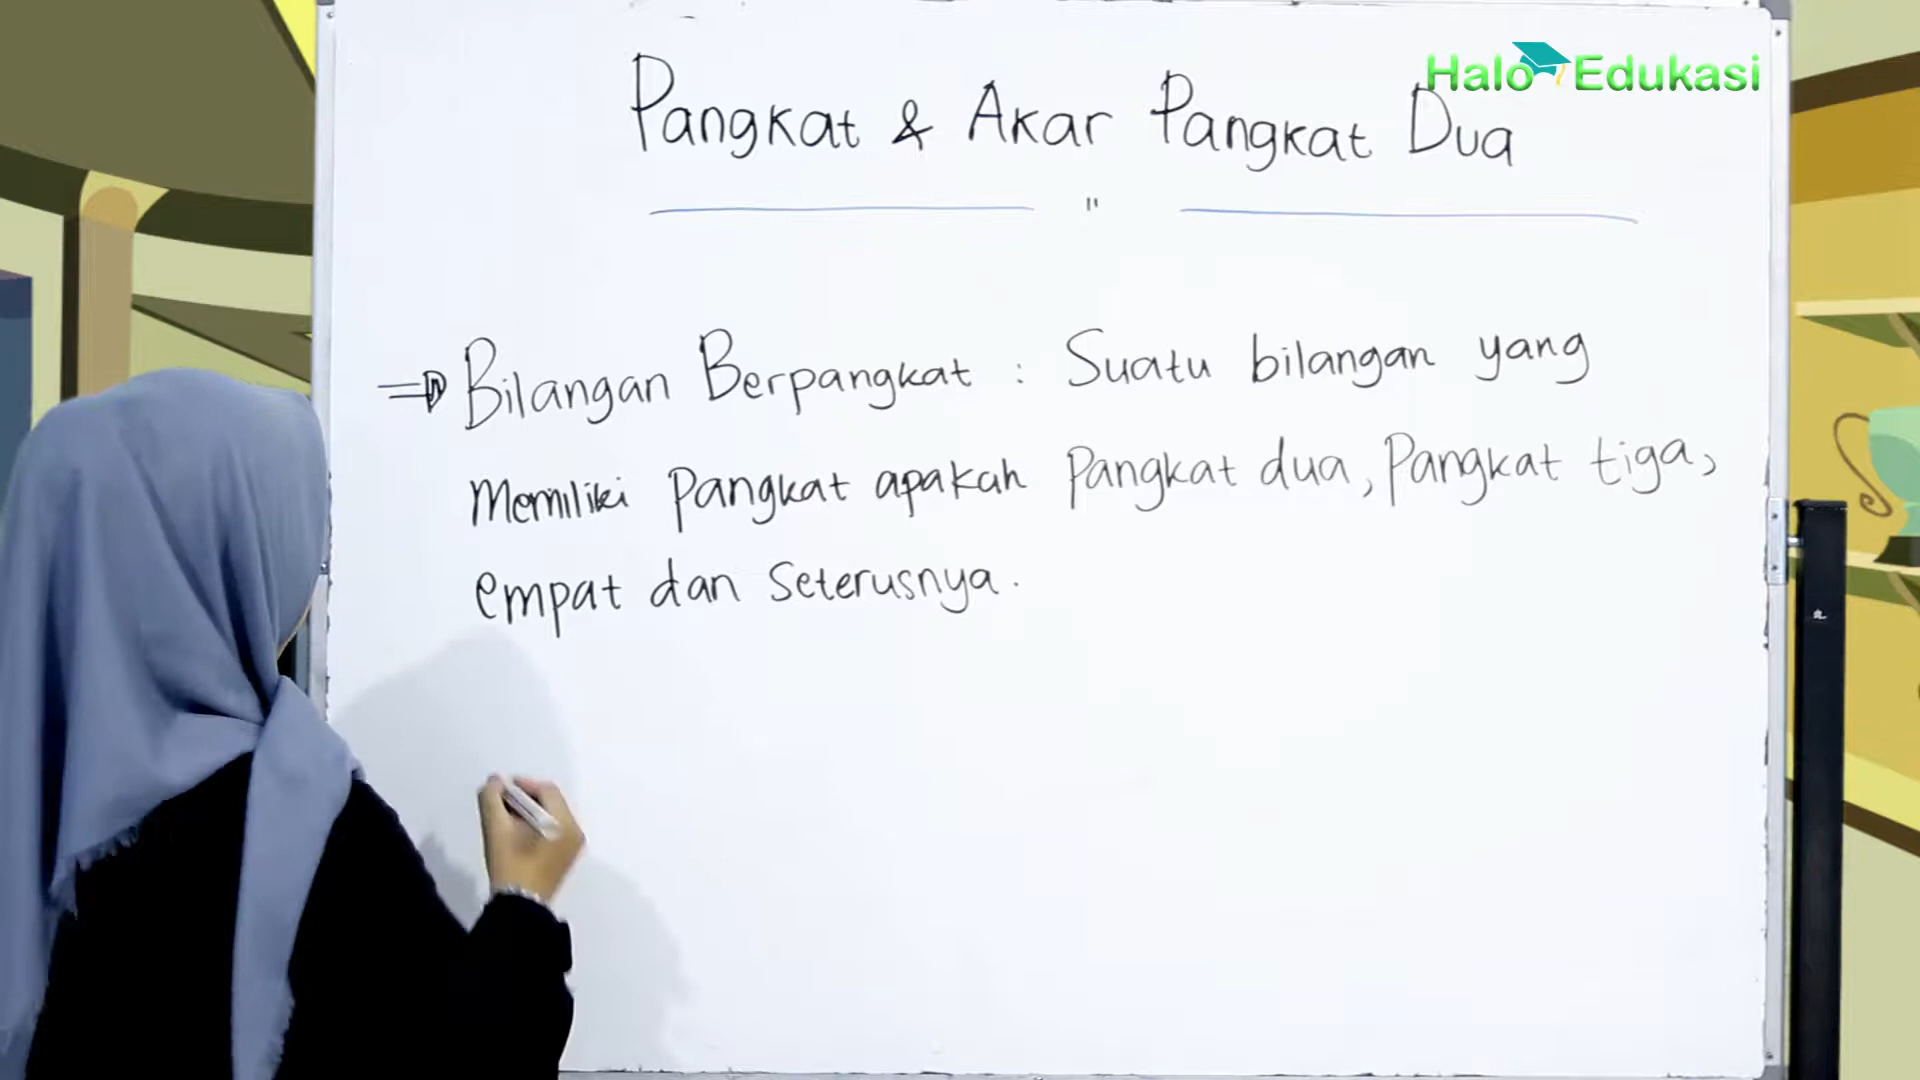 Halo Edukasi
Pangkat & Akar Pangkat Dua
⇒ Bilangan Berpangkat : Suatu bilangan yang
Memiliki Pangkat apakah Pangkat dua, Pangkat tiga,
empat dan Seterusnya.